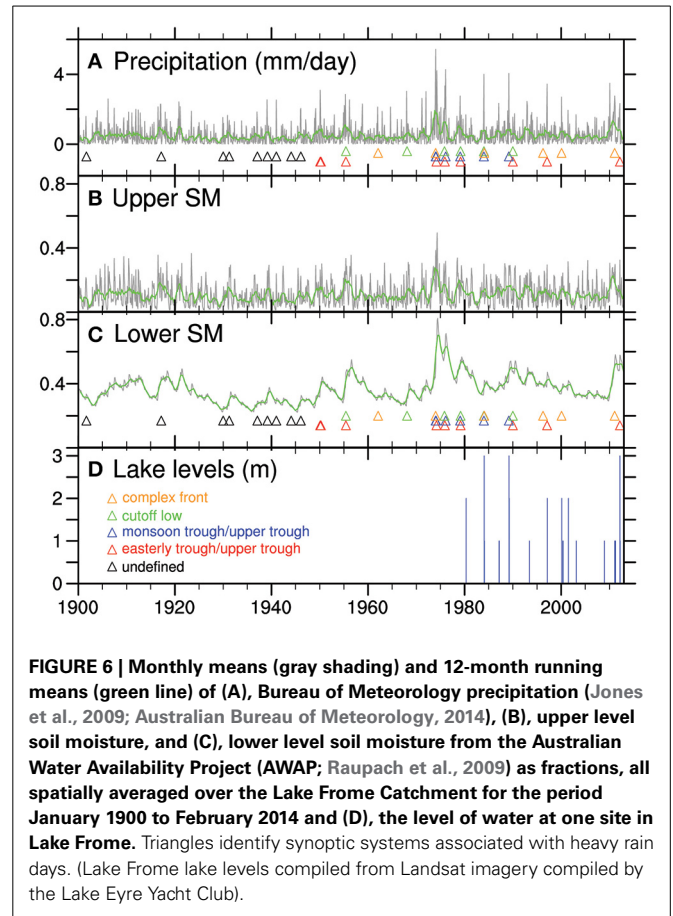 A Precipitation (mm/day)
4
0
B Upper SM
0.8
0.4
C Lower SM
0.8
0.4
D Lake levels (m)
3
2
1
0
complex front
cutoff low
monsoon trough/upper trough
easterly trough/upper trough
undefined
1900 1920 1940 1960 1980 2000
FIGURE 6 | Monthly means (gray shading) and 12-month running
means (green line) of (A), Bureau of Meteorology precipitation (Jones
et al., 2009; Australian Bureau of Meteorology, 2014), (B), upper level
soil moisture, and (C), lower level soil moisture from the Australian
Water Availability Project (AWAP; Raupach et al., 2009) as fractions, all
spatially averaged over the Lake Frome Catchment for the period
January 1900 to February 2014 and (D), the level of water at one site in
Lake Frome. Triangles identify synoptic systems associated with heavy rain
days. (Lake Frome lake levels compiled from Landsat imagery compiled by
the Lake Eyre Yacht Club).